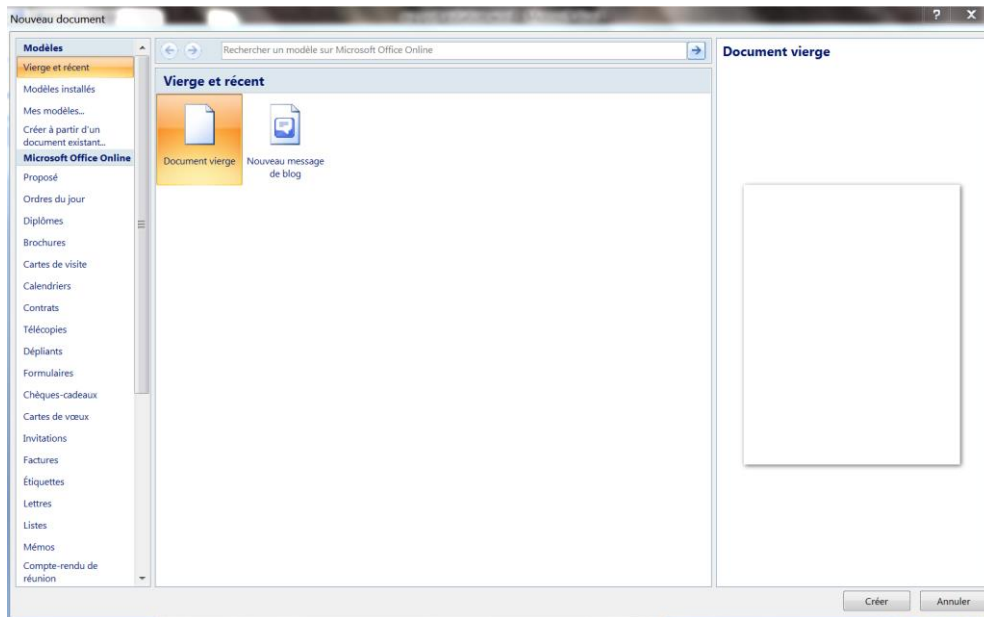 Nouveau document
? X
Modèles
Vierge et récent
Modèles installés
Mes modèles...
Créer à partir d'un
document existant...
Microsoft Office Online
Proposé
Ordres du jour
Diplômes
Brochures
Cartes de visite
Calendriers
Contrats
Télécopies
Dépliants
Formulaires
Chèques-cadeaux
Cartes de vœux
Invitations
Factures
Étiquettes
Lettres
Listes
Mémos
Compte-rendu de
réunion
Rechercher un modèle sur Microsoft Office Online
Vierge et récent
Document vierge
Nouveau message
de blog
Document vierge
Créer
Annuler